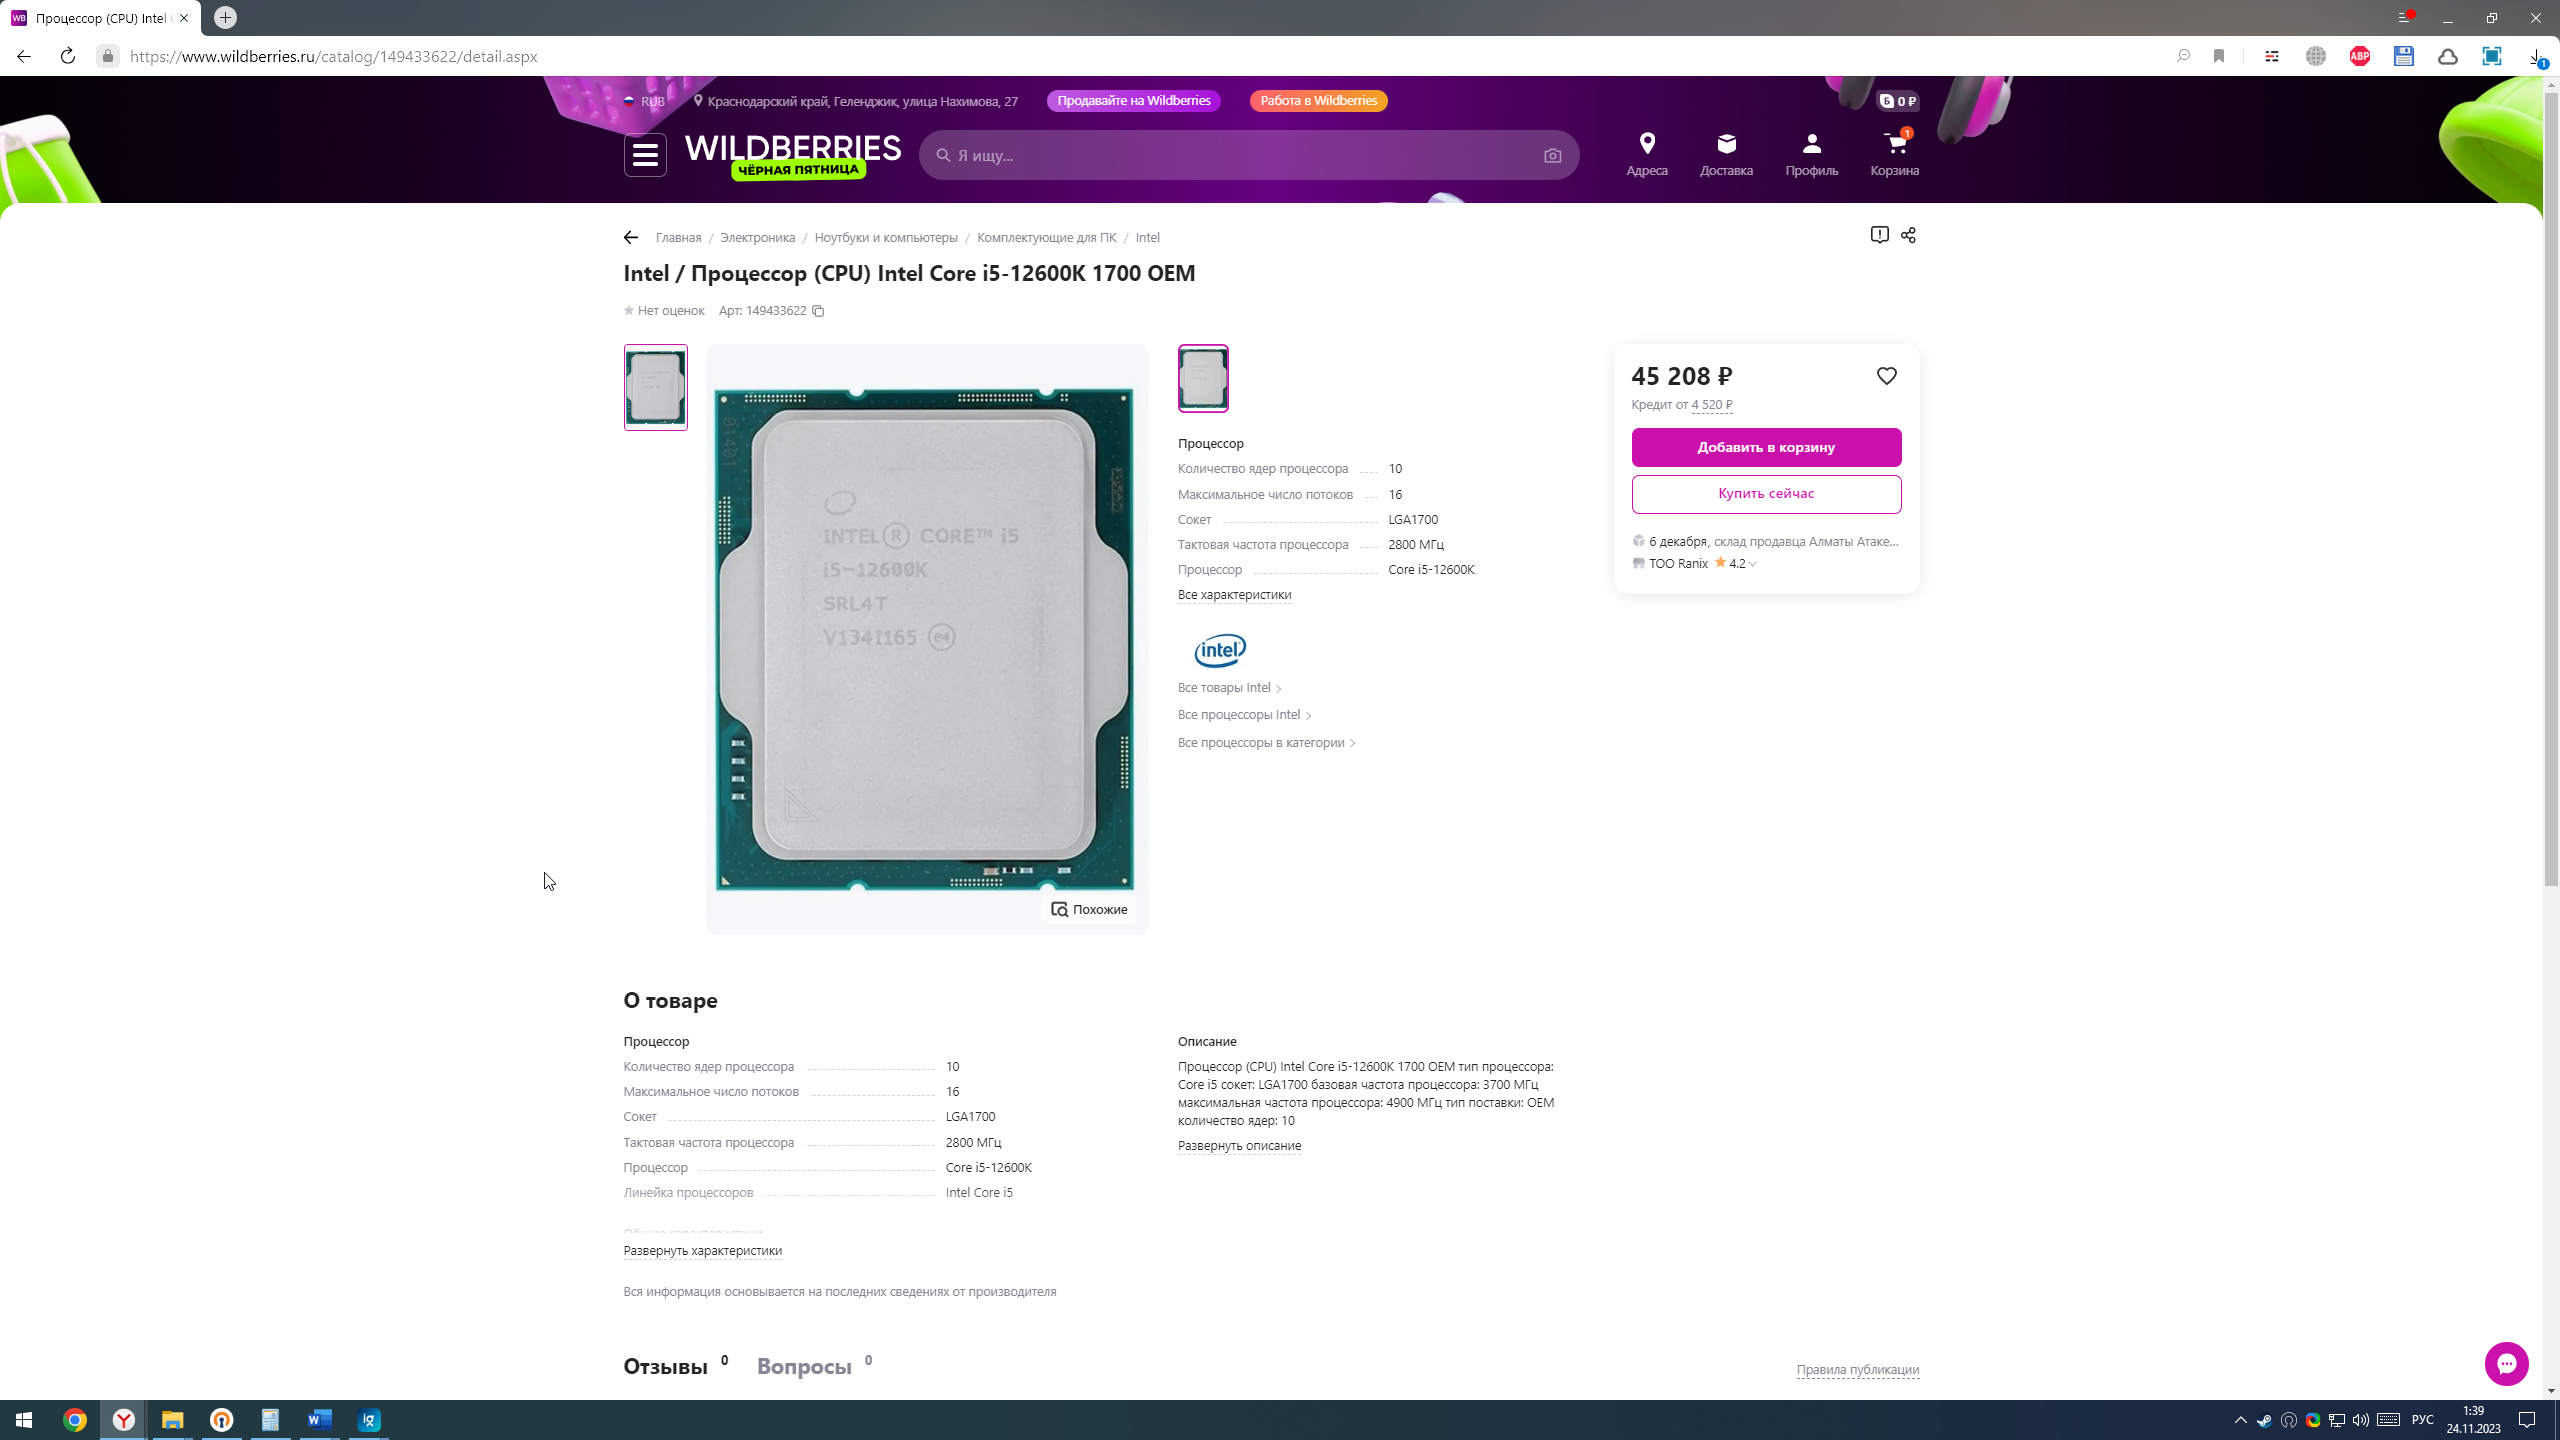 Процессор (CPU) Intel
https://www.wildberries.ru/catalog/149433622/detail.aspx
ABP
1
RUB
Краснодарский край, Геленджик, улица Нахимова, 27
Продавайте на Wildberries
Работа в Wildberries
0 ₽
WILDBERRIES
ЧЁРНАЯ ПЯТНИЦА
Я ищу...
Адреса
Доставка
Профиль
1
Корзина
Главная / Электроника / Ноутбуки и компьютеры / Комплектующие для ПК / Intel
Intel / Процессор (CPU) Intel Core i5-12600K 1700 OEM
Нет оценок Арт: 149433622
INTEL® CORE™ i5
i5-12600K
SRL4T
V134I165 e4
Похожие
Процессор
Количество ядер процессора 10
Максимальное число потоков 16
Сокет LGA1700
Тактовая частота процессора 2800 МГц
Процессор Core i5-12600K
Все характеристики
intel
Все товары Intel
Все процессоры Intel
Все процессоры в категории
45 208 ₽
Кредит от 4 520 ₽
Добавить в корзину
Купить сейчас
6 декабря, склад продавца Алматы Атаке...
ТОО Ranix 4.2
О товаре
Процессор
Количество ядер процессора 10
Максимальное число потоков 16
Сокет LGA1700
Тактовая частота процессора 2800 МГц
Процессор Core i5-12600K
Линейка процессоров Intel Core i5
Развернуть характеристики
Вся информация основывается на последних сведениях от производителя
Описание
Процессор (CPU) Intel Core i5-12600K 1700 OEM тип процессора:
Core i5 сокет: LGA1700 базовая частота процессора: 3700 МГц
максимальная частота процессора: 4900 МГц тип поставки: OEM
количество ядер: 10
Развернуть описание
Отзывы 0 Вопросы 0
Правила публикации
РУС
1:39
24.11.2023